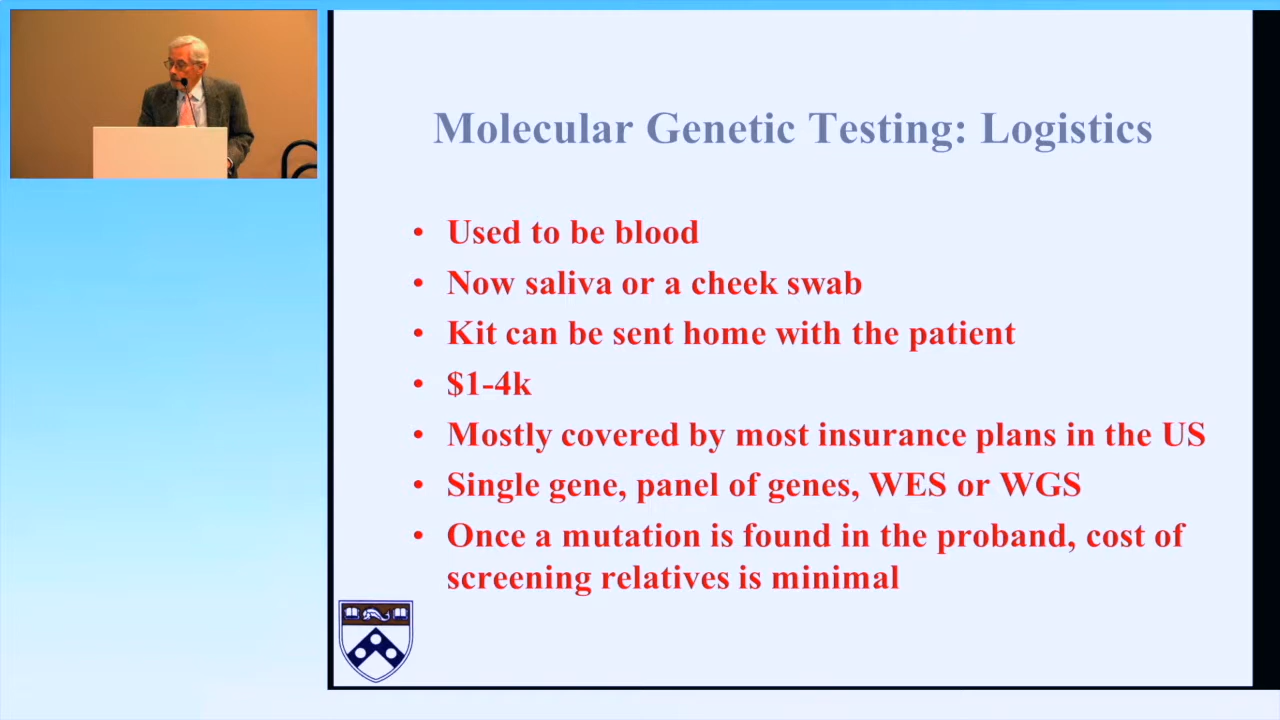 Molecular Genetic Testing: Logistics
• Used to be blood
• Now saliva or a cheek swab
• Kit can be sent home with the patient
• $1-4k
• Mostly covered by most insurance plans in the US
• Single gene, panel of genes, WES or WGS
• Once a mutation is found in the proband, cost of
screening relatives is minimal